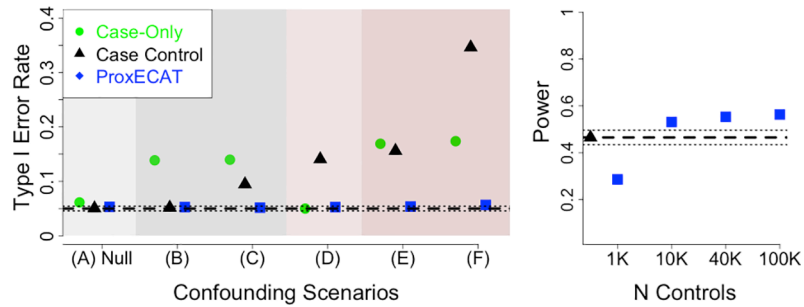 Type I Error Rate
0.4
0.3
0.2
0.1
0
Case-Only
Case Control
ProxECAT
(A) Null
(B)
(C)
(D)
(E)
(F)
Confounding Scenarios
Power
1
0.8
0.6
0.4
0.2
1K
10K
40K
100K
N Controls